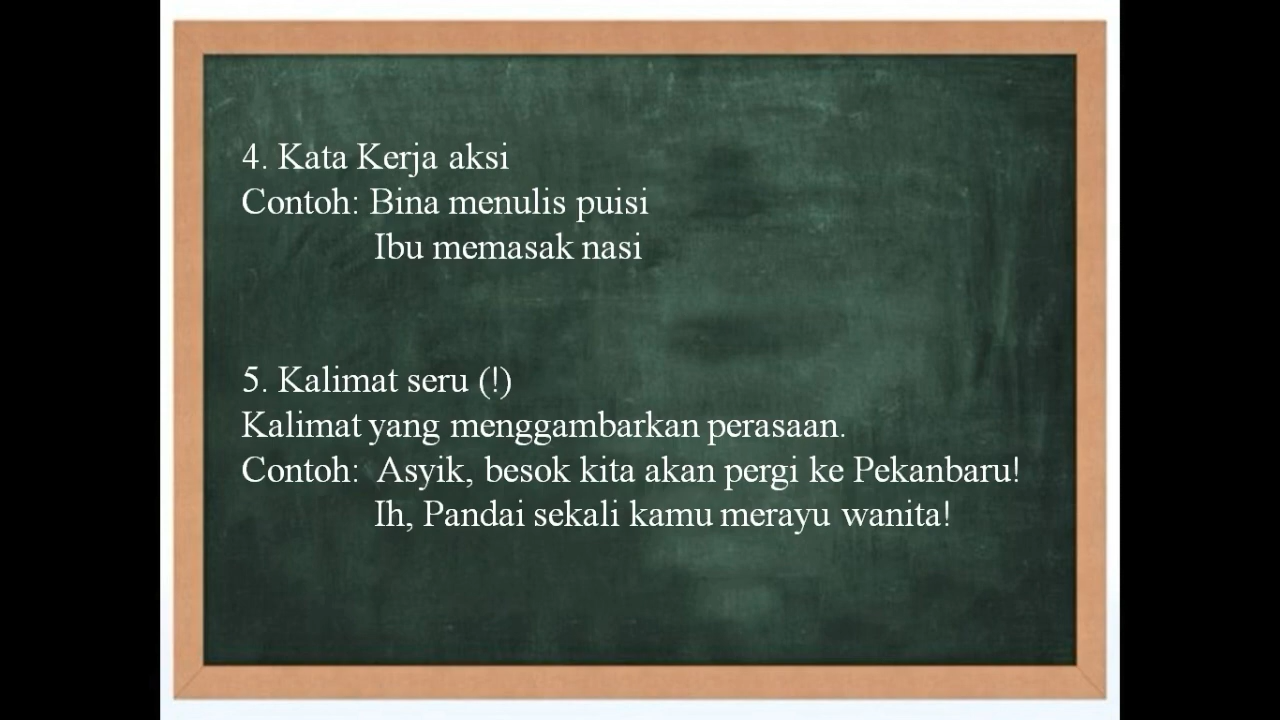 4. Kata Kerja aksi
Contoh: Bina menulis puisi
Ibu memasak nasi
5. Kalimat seru (!)
Kalimat yang menggambarkan perasaan.
Contoh: Asyik, besok kita akan pergi ke Pekanbaru!
Ih, Pandai sekali kamu merayu wanita!